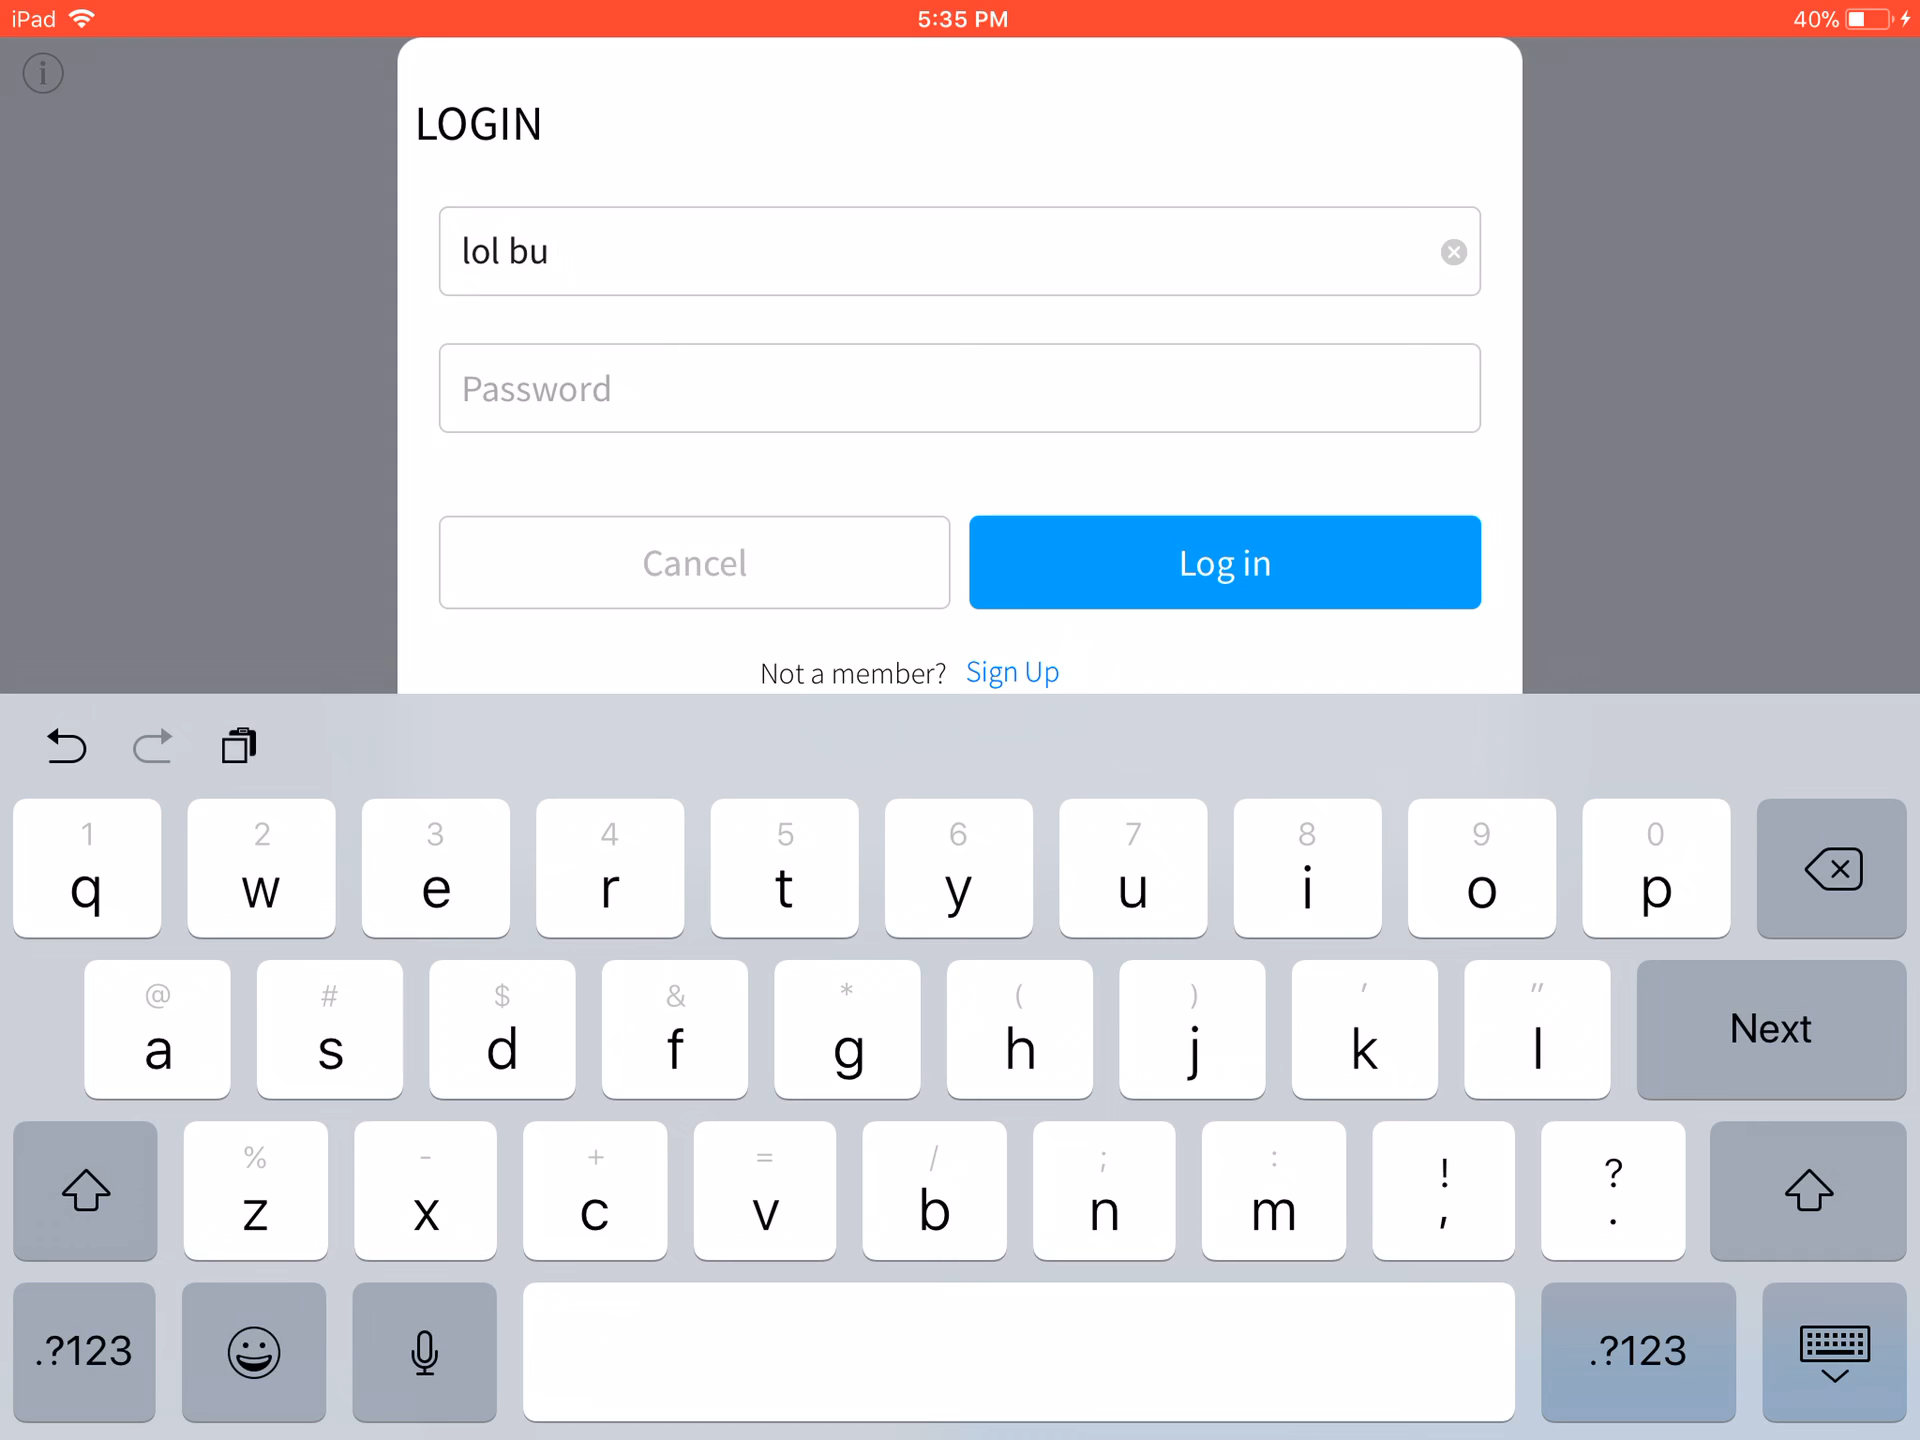 iPad 5:35 PM 40%
i
LOGIN
lol bu
Password
Cancel Log in
Not a member? Sign Up
1 2 3 4 5 6 7 8 9 0
q w e r t y u i o p
@ # $ & * ( ) ' "
a s d f g h j k l Next
% - + = / ; : ! ?
z x c v b n m , .
.?123 .?123